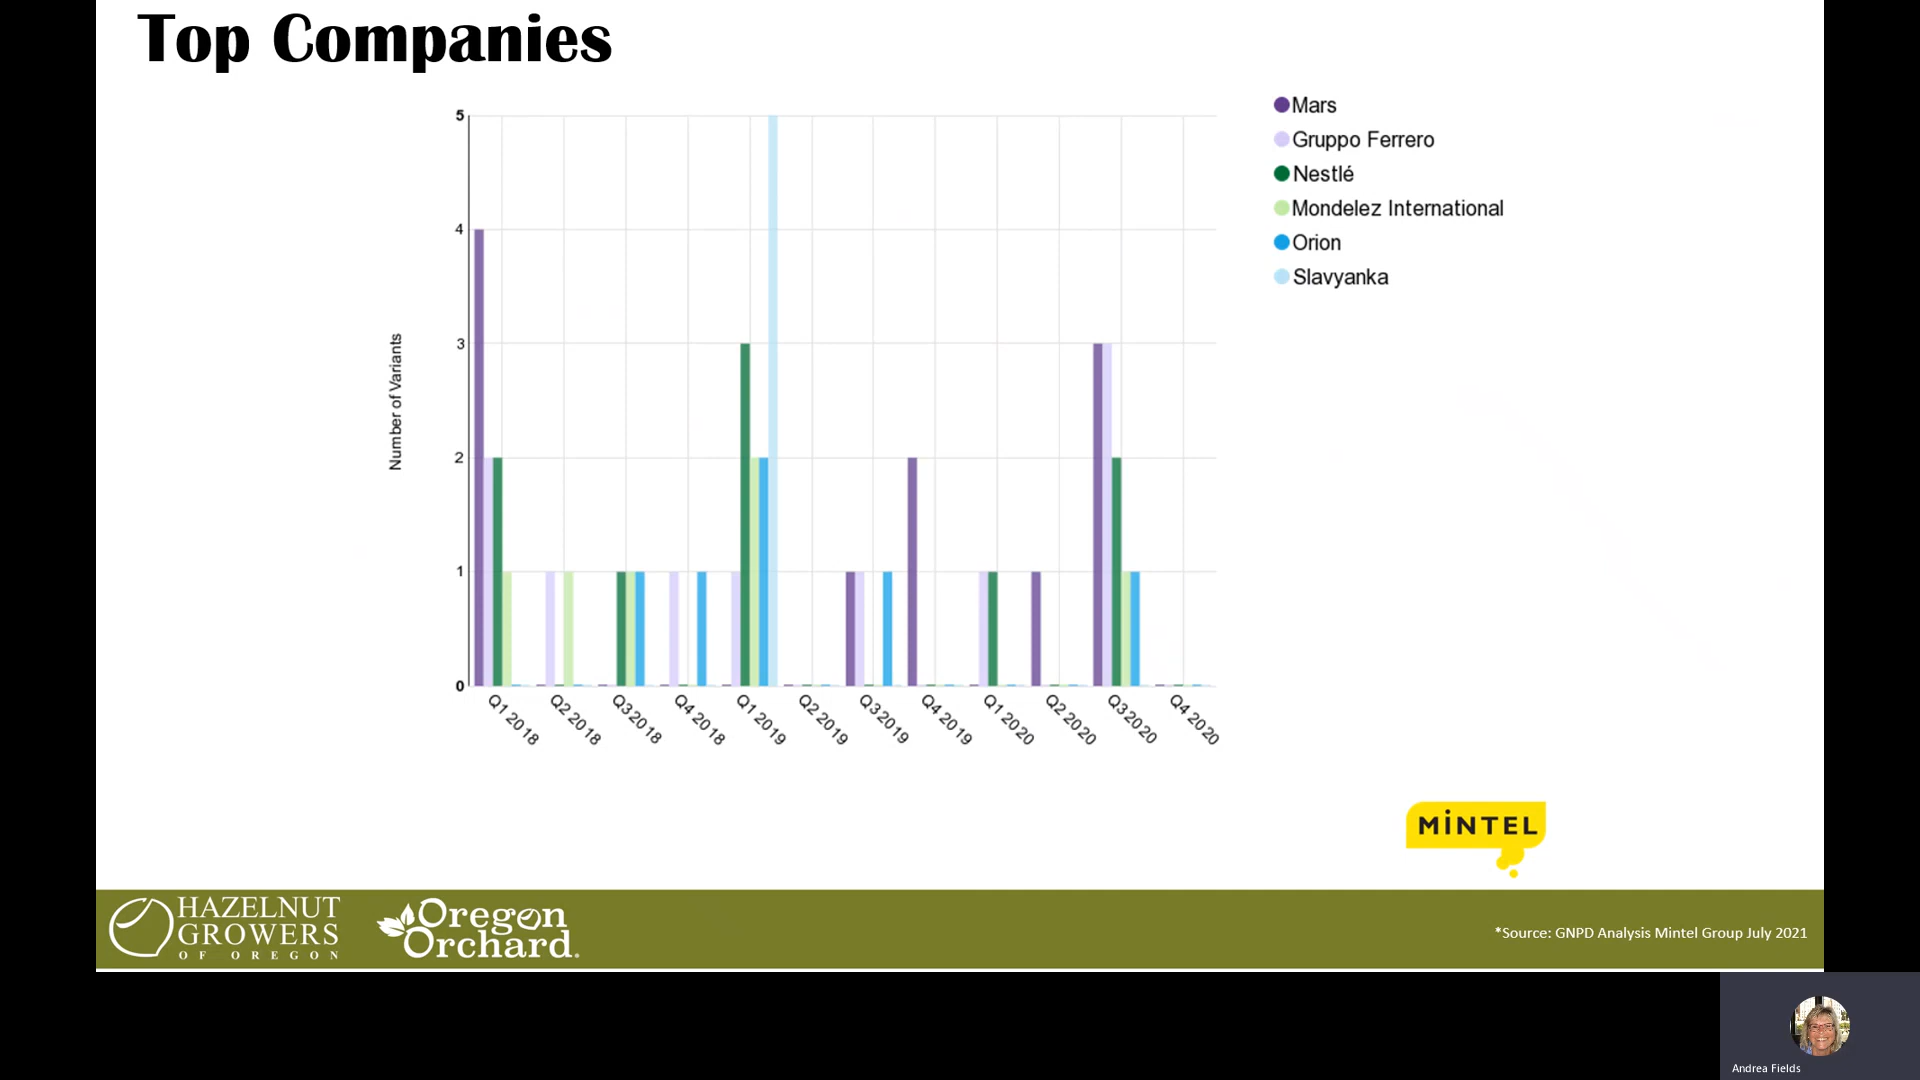 Top Companies
5
4
3
2
1
0
Number of Variants
Q1 2018
Q2 2018
Q3 2018
Q4 2018
Q1 2019
Q2 2019
Q3 2019
Q4 2019
Q1 2020
Q2 2020
Q3 2020
Q4 2020
Mars
Gruppo Ferrero
Nestlé
Mondelez International
Orion
Slavyanka
MiNTEL
HAZELNUT
GROWERS
OF OREGON
Oregon
Orchard®
*Source: GNPD Analysis Mintel Group July 2021
Andrea Fields